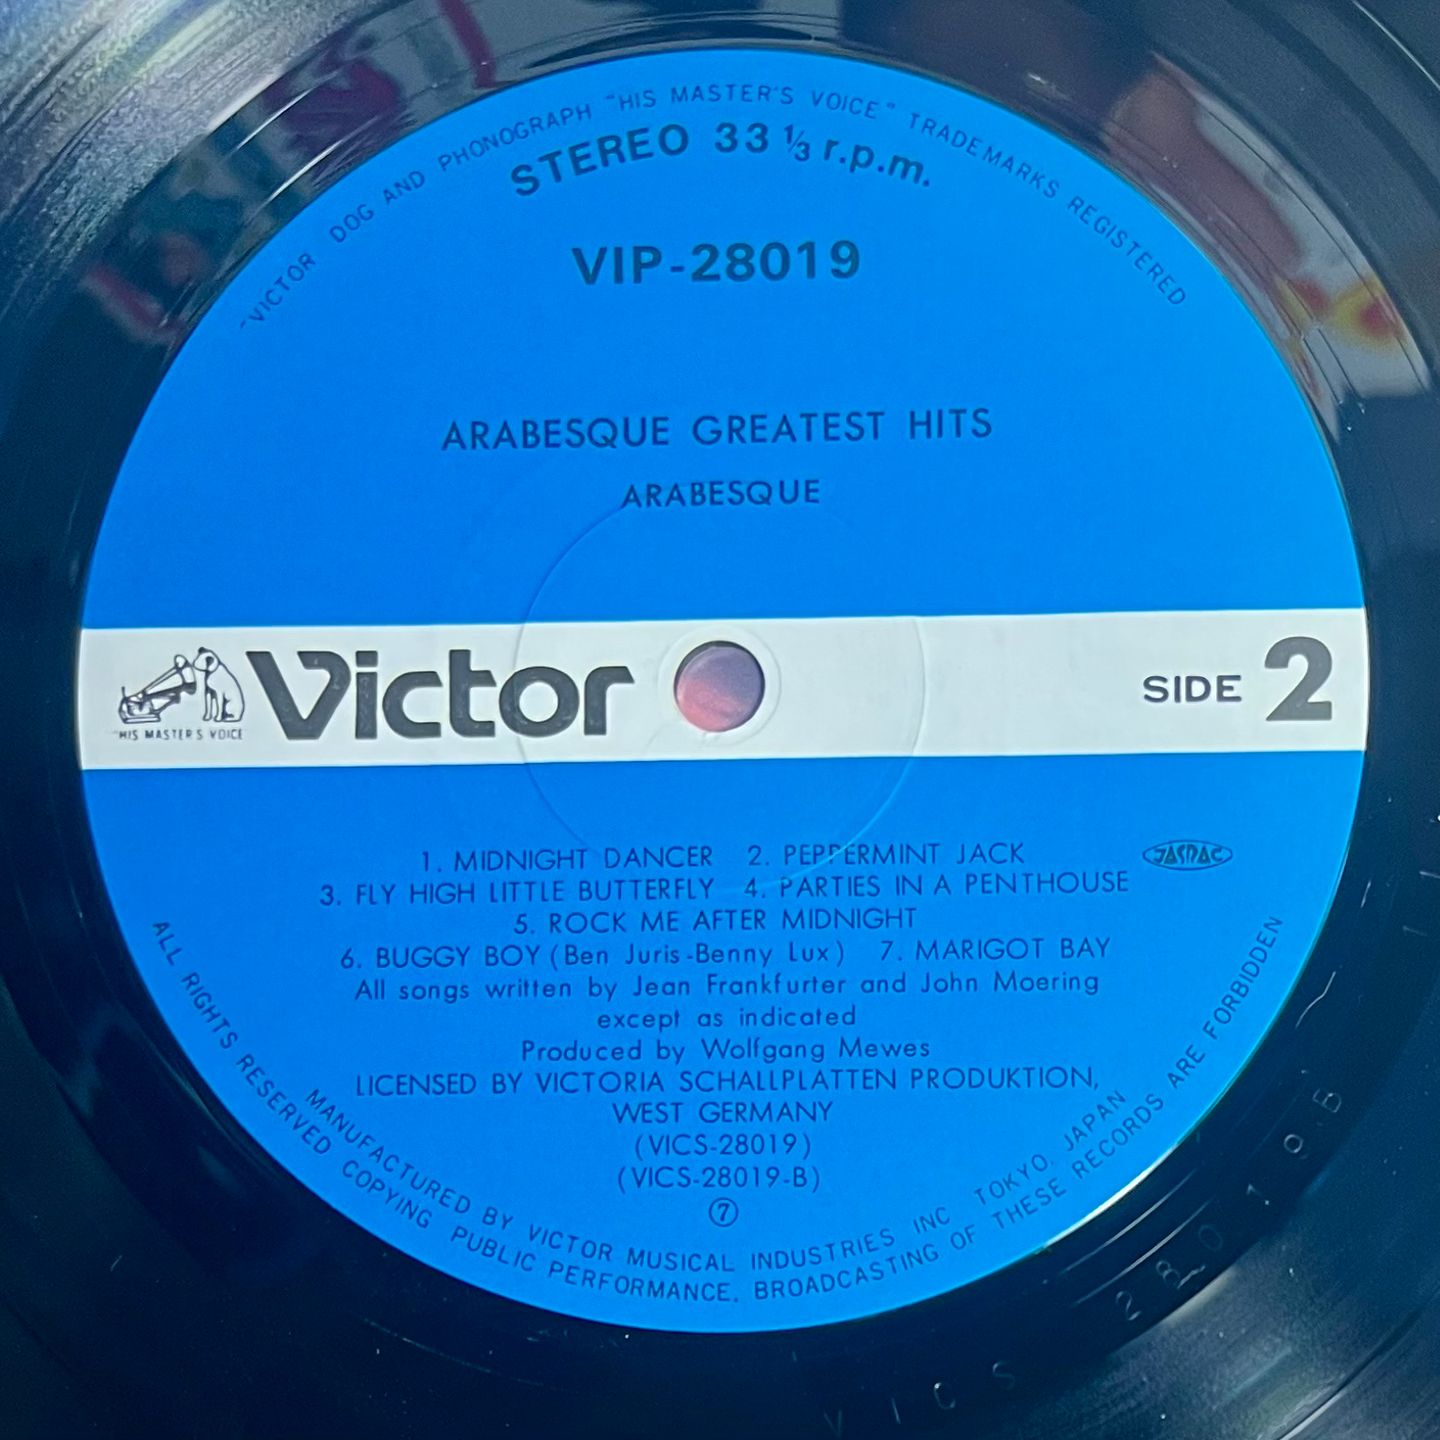 "VICTOR DOG AND PHONOGRAPH "HIS MASTER'S VOICE" TRADEMARKS REGISTERED
STEREO 33 1/3 r.p.m.
VIP-28019
ARABESQUE GREATEST HITS
ARABESQUE
"HIS MASTER'S VOICE
Victor
SIDE 2
1. MIDNIGHT DANCER 2. PEPPERMINT JACK
JASRAC
3. FLY HIGH LITTLE BUTTERFLY 4. PARTIES IN A PENTHOUSE
5. ROCK ME AFTER MIDNIGHT
6. BUGGY BOY (Ben Juris-Benny Lux) 7. MARIGOT BAY
All songs written by Jean Frankfurter and John Moering
except as indicated
Produced by Wolfgang Mewes
LICENSED BY VICTORIA SCHALLPLATTEN PRODUKTION,
WEST GERMANY
(VICS-28019)
(VICS-28019-B)
⑦
MANUFACTURED BY VICTOR MUSICAL INDUSTRIES INC TOKYO. JAPAN
ALL RIGHTS RESERVED COPYING PUBLIC PERFORMANCE. BROADCASTING OF THESE RECORDS ARE FORBIDDEN
VICS 28019B